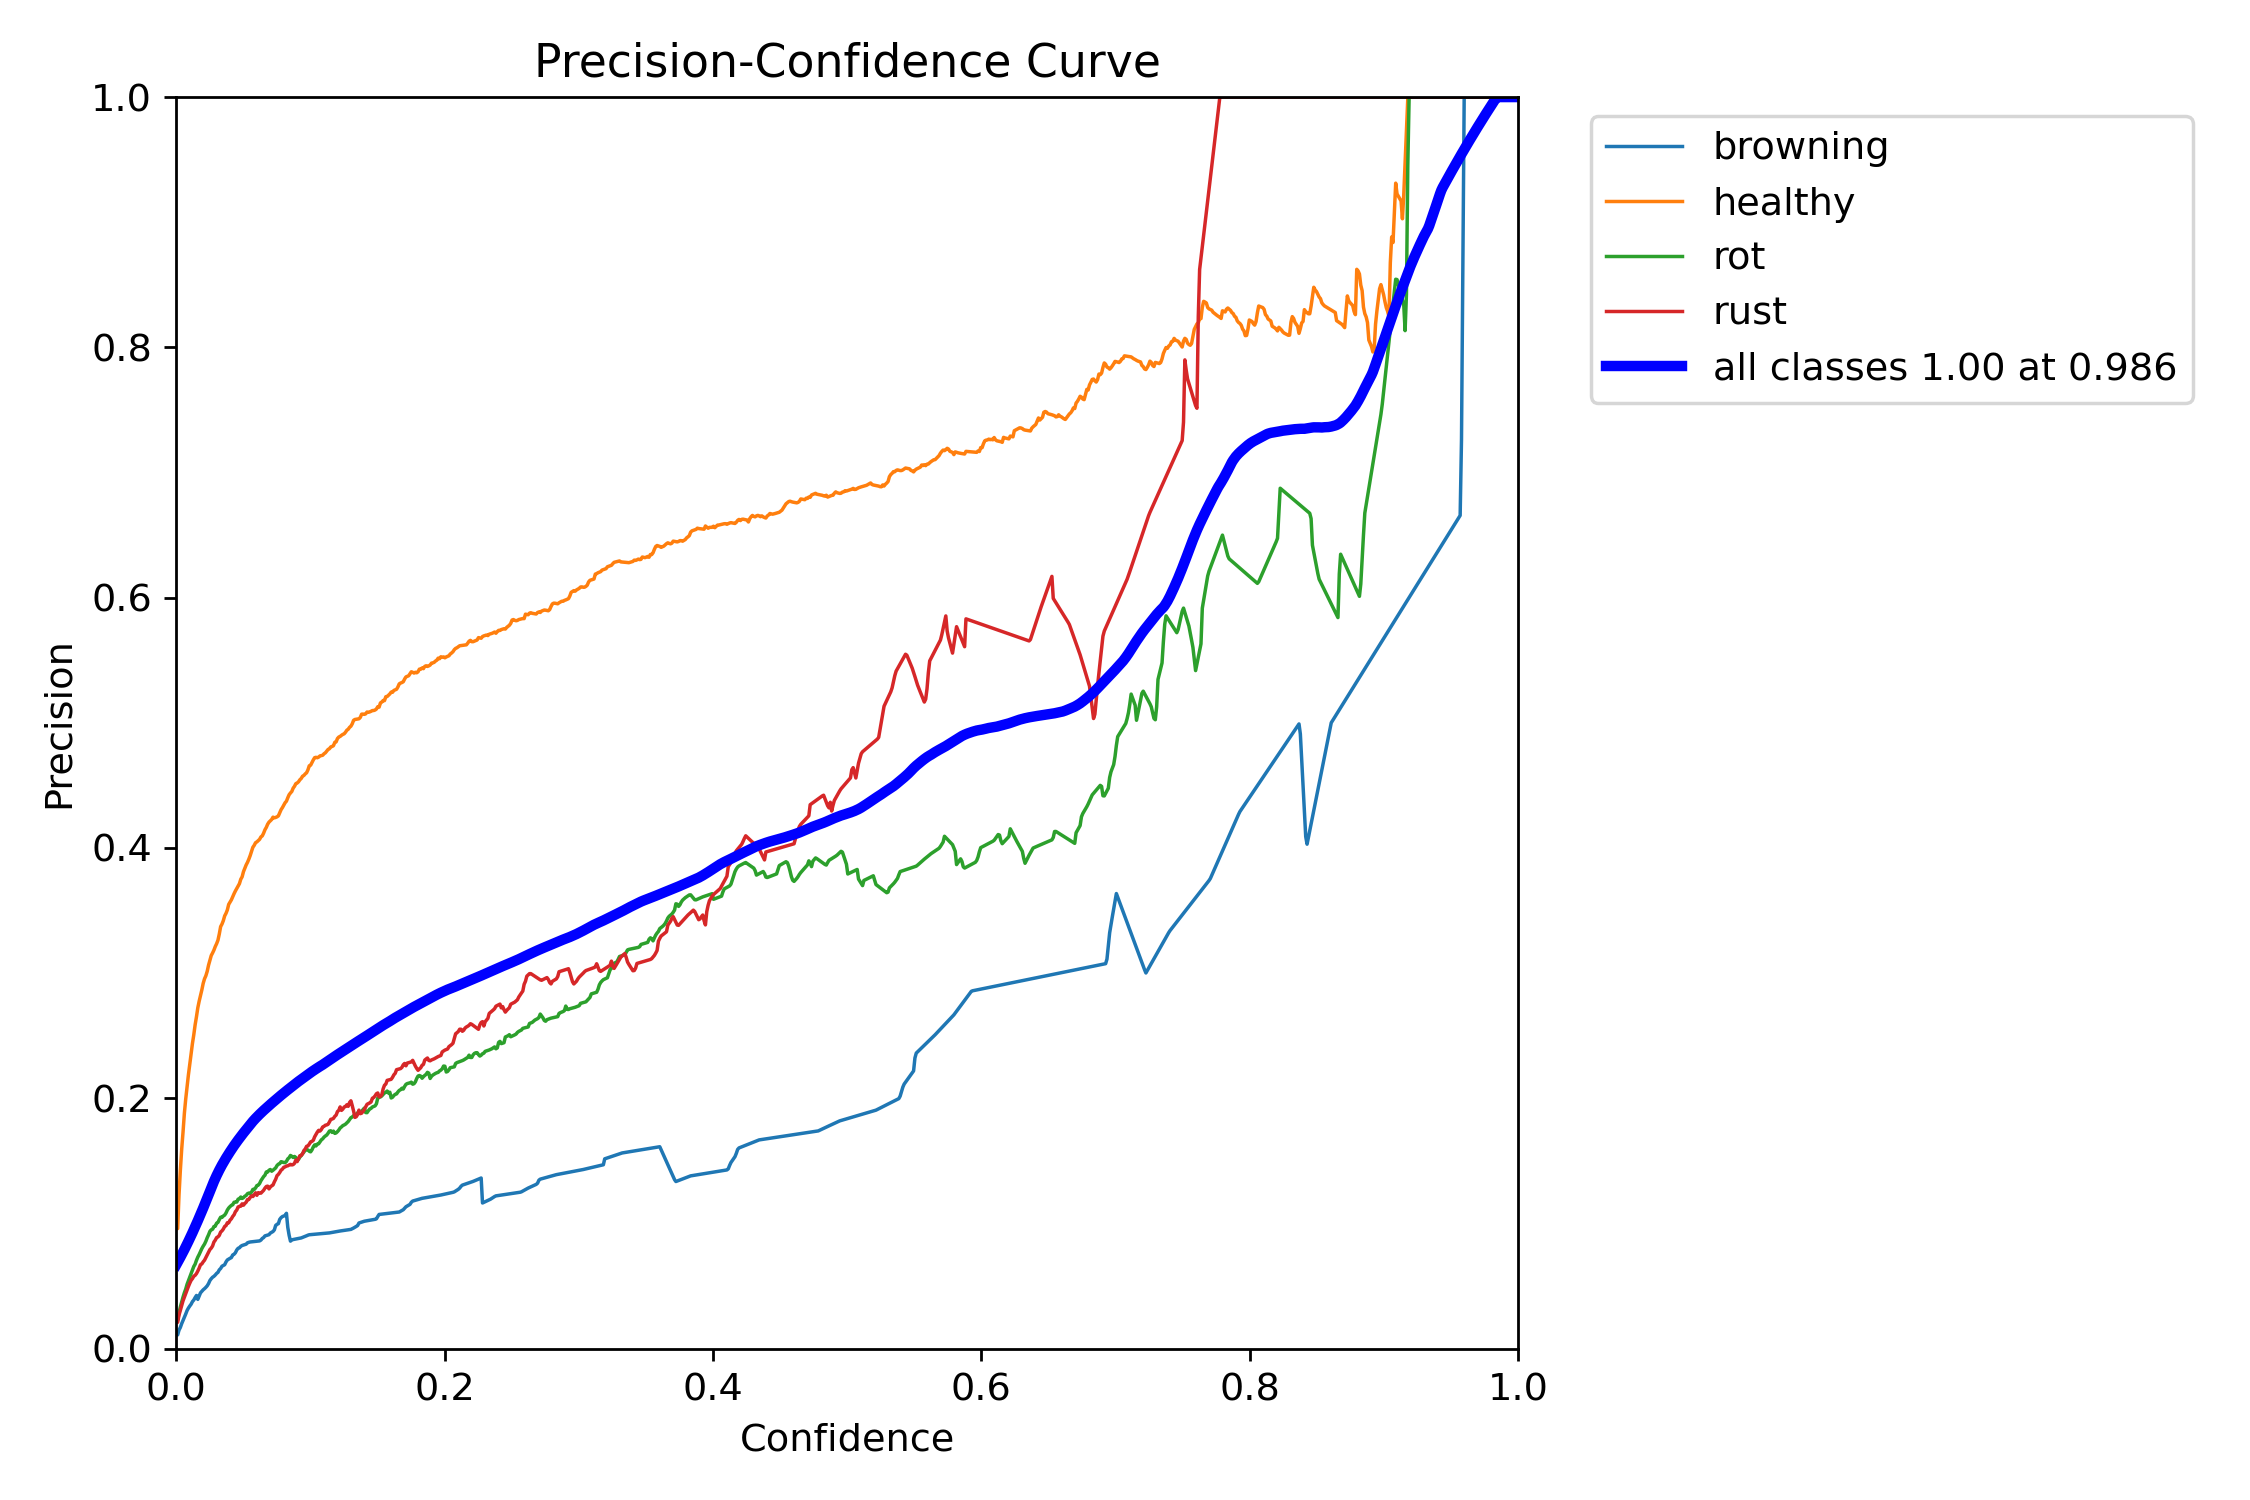 Precision-Confidence Curve
1.0
0.8
0.6
0.4
0.2
0.0
Precision
0.0 0.2 0.4 0.6 0.8 1.0
Confidence
browning
healthy
rot
rust
all classes 1.00 at 0.986